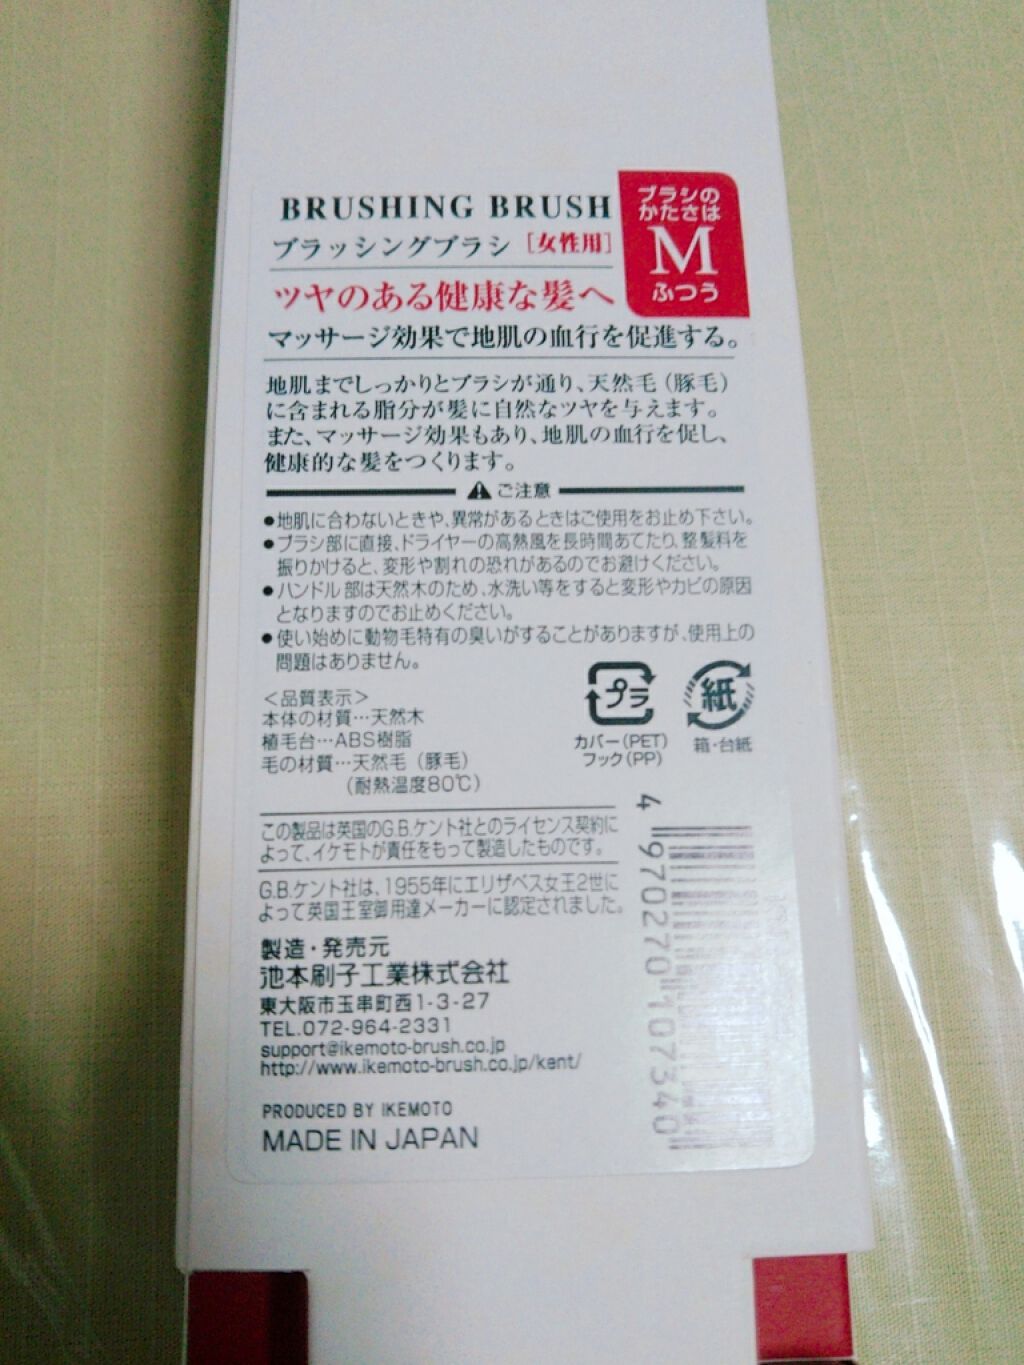 BRUSHING BRUSH
ブラッシングブラシ［女性用］
ブラシの
かたさは
M
ふつう
ツヤのある健康な髪へ
マッサージ効果で地肌の血行を促進する。
地肌までしっかりとブラシが通り、天然毛（豚毛）
に含まれる脂分が髪に自然なツヤを与えます。
また、マッサージ効果もあり、地肌の血行を促し、
健康的な髪をつくります。
ご注意
●地肌に合わないときや、異常があるときはご使用をお止め下さい。
●ブラシ部に直接、ドライヤーの高熱風を長時間あてたり、整髪料を
振りかけると、変形や割れの恐れがあるのでお避けください。
●ハンドル部は天然木のため、水洗い等をすると変形やカビの原因
となりますのでお止めください。
●使い始めに動物毛特有の臭いがすることがありますが、使用上の
問題はありません。
＜品質表示＞
本体の材質…天然木
植毛台…ABS樹脂
毛の材質…天然毛（豚毛）
（耐熱温度80℃）
プラ
カバー（PET）
フック（PP）
紙
箱・台紙
この製品は英国のG.B.ケント社とのライセンス契約に
よって、イケモトが責任をもって製造したものです。
G.B.ケント社は、1955年にエリザベス女王2世に
よって英国王室御用達メーカーに認定されました。
製造・発売元
池本刷子工業株式会社
東大阪市玉串町西1-3-27
TEL.072-964-2331
support@ikemoto-brush.co.jp
http://www.ikemoto-brush.co.jp/kent/
PRODUCED BY IKEMOTO
MADE IN JAPAN
4 970270 107340